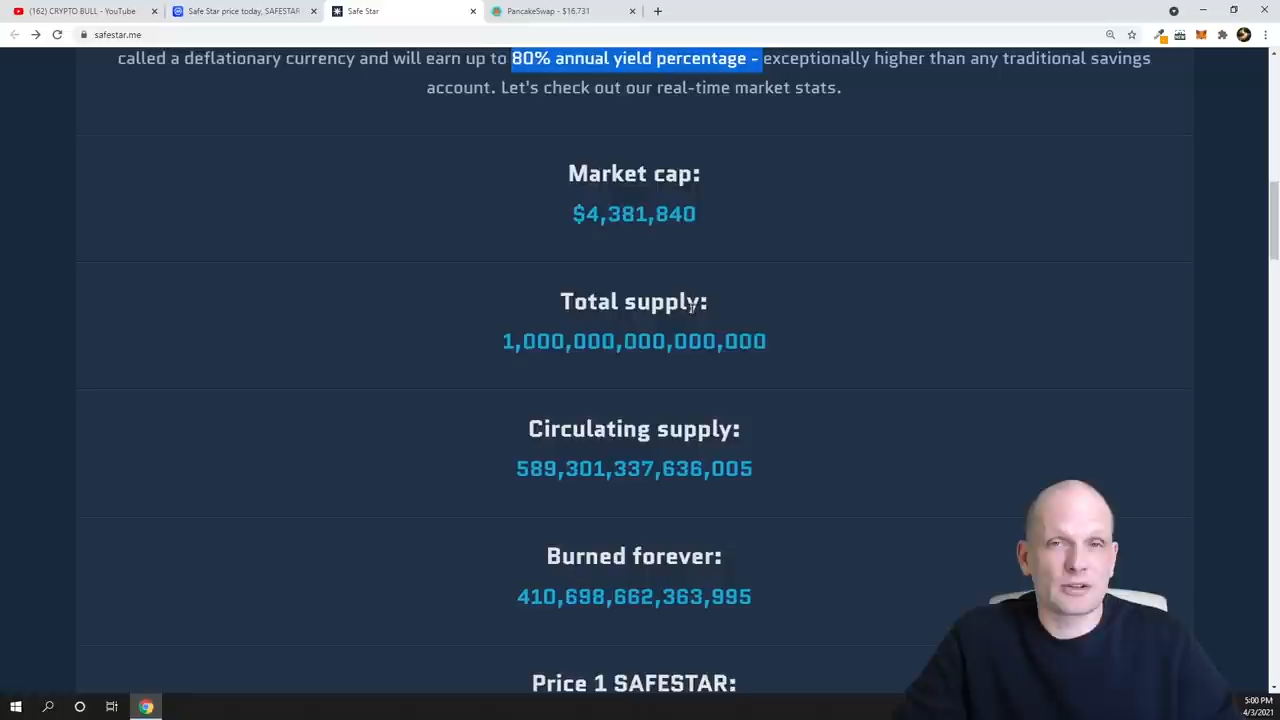 (162) CRYPTO BULL - YouTube
Safe Star price today, SAFESTAR
Safe Star
PancakeSwap - $16.731
safestar.me
called a deflationary currency and will earn up to 80% annual yield percentage - exceptionally higher than any traditional savings
account. Let's check out our real-time market stats.
Market cap:
$4,381,840
Total supply:
1,000,000,000,000,000
Circulating supply:
589,301,337,636,005
Burned forever:
410,698,662,363,995
Price 1 SAFESTAR:
5:00 PM
4/3/2021